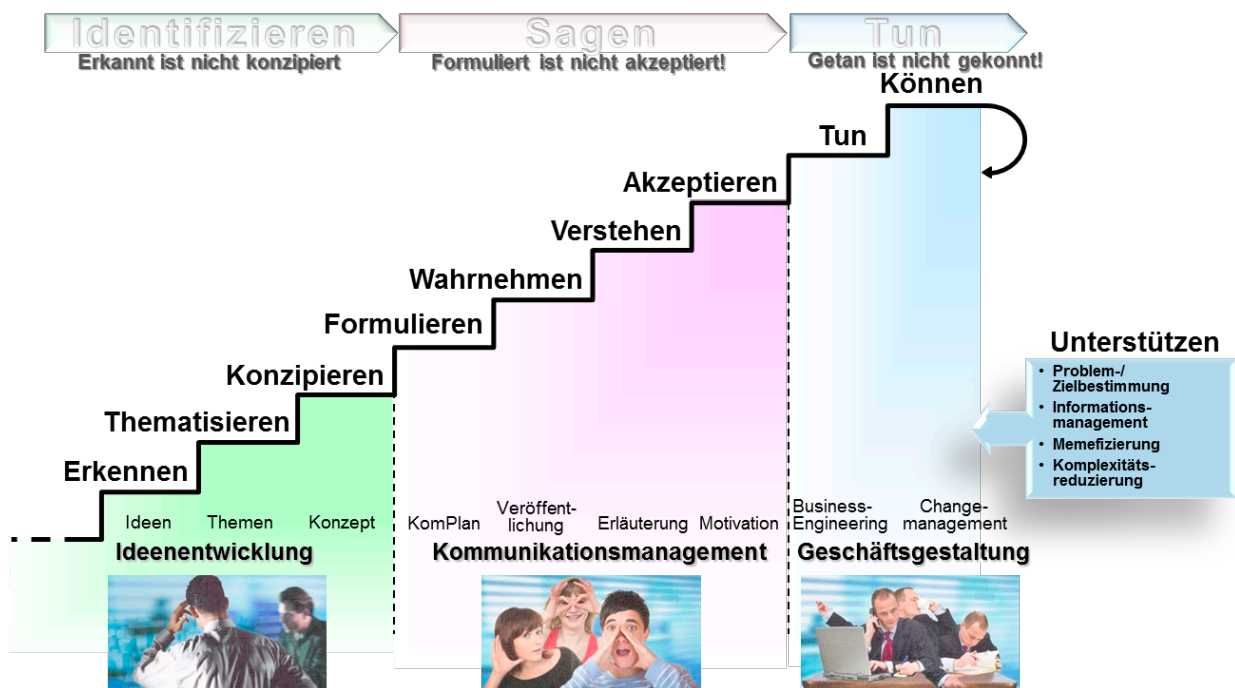 Identifizieren
Erkannt ist nicht konzipiert
Sagen
Formuliert ist nicht akzeptiert!
Tun
Getan ist nicht gekonnt!
Können
Tun
Akzeptieren
Verstehen
Wahrnehmen
Formulieren
Konzipieren
Thematisieren
Erkennen
Unterstützen
• Problem-/
Zielbestimmung
• Informations-
management
• Memefizierung
• Komplexitäts-
reduzierung
Ideen
Themen
Konzept
KomPlan
Veröffent-
lichung
Erläuterung
Motivation
Business-
Engineering
Change-
management
Ideenentwicklung
Kommunikationsmanagement
Geschäftsgestaltung